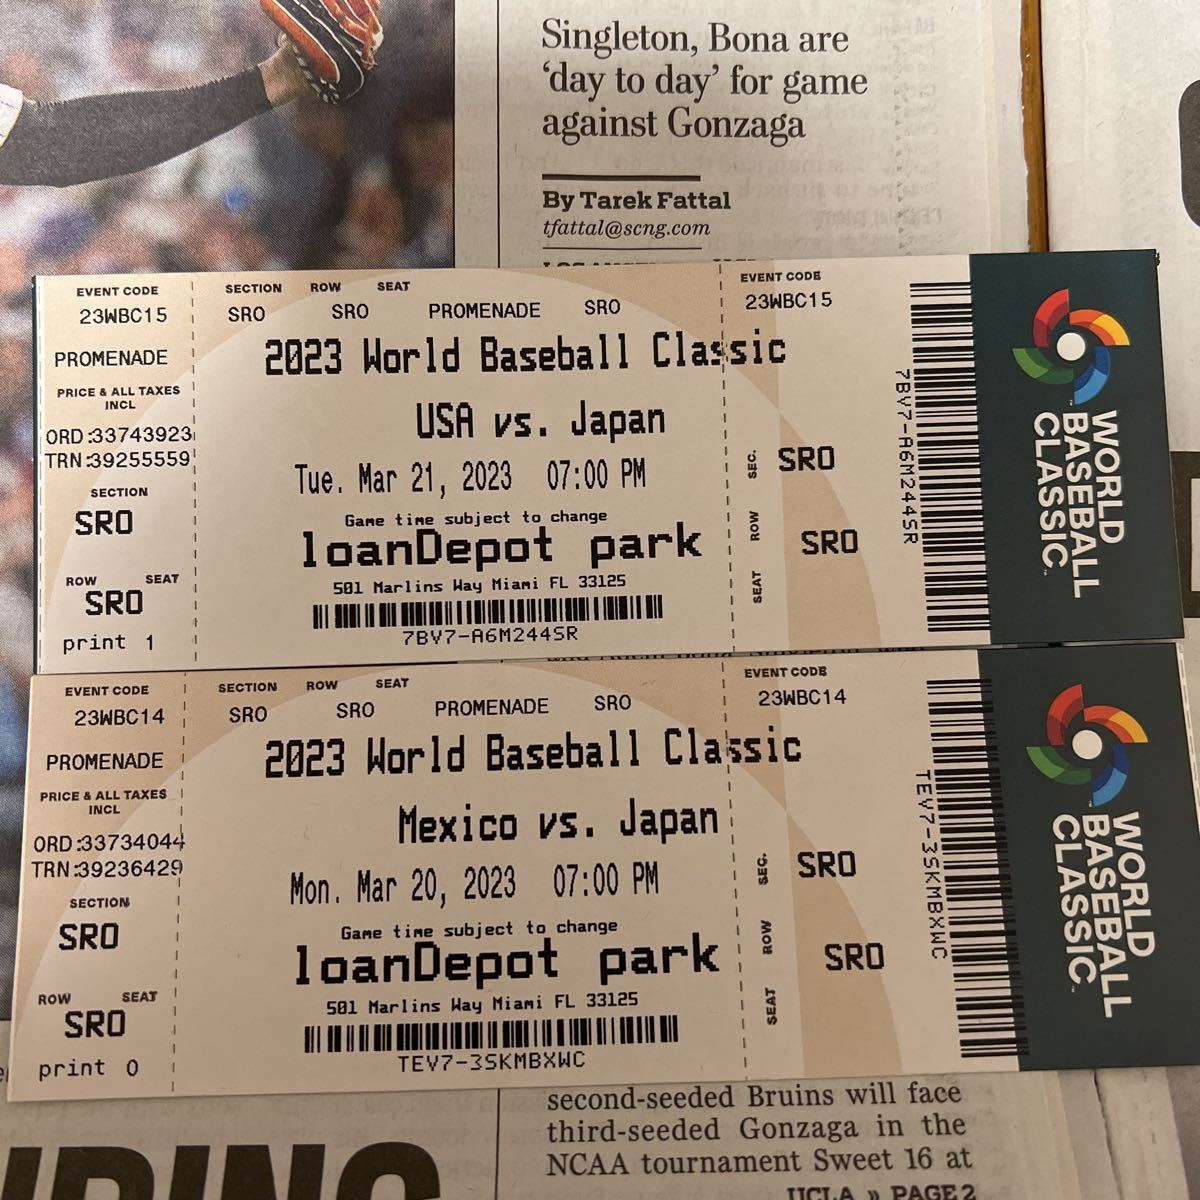 Singleton, Bona are
‘day to day’ for game
against Gonzaga
By Tarek Fattal
tfattal@scng.com
EVENT CODE
23WBC15
PROMENADE
PRICE & ALL TAXES
INCL
ORD:33743923
TRN:39255559
SECTION
SRO
ROW SEAT
SRO
print 1
SECTION ROW SEAT
SRO SRO PROMENADE SRO
2023 World Baseball Classic
USA vs. Japan
Tue. Mar 21, 2023 07:00 PM
Game time subject to change
loanDepot park
501 Marlins Way Miami FL 33125
7BV7-A6M244SR
EVENT CODE
23WBC15
SEC. SRO
ROW
SRO
SEAT
7BV7-A6M244SR
WORLD
BASEBALL
CLASSIC™
EVENT CODE
23WBC14
PROMENADE
PRICE & ALL TAXES
INCL
ORD:33734044
TRN:39236429
SECTION
SRO
ROW SEAT
SRO
print 0
SECTION ROW SEAT
SRO SRO PROMENADE SRO
2023 World Baseball Classic
Mexico vs. Japan
Mon. Mar 20, 2023 07:00 PM
Game time subject to change
loanDepot park
501 Marlins Way Miami FL 33125
TEV7-3SKMBXWC
EVENT CODE
23WBC14
SEC. SRO
ROW
SRO
SEAT
TEV7-3SKMBXWC
WORLD
BASEBALL
CLASSIC™
second-seeded Bruins will face
third-seeded Gonzaga in the
NCAA tournament Sweet 16 at
UCLA » PAGE 2